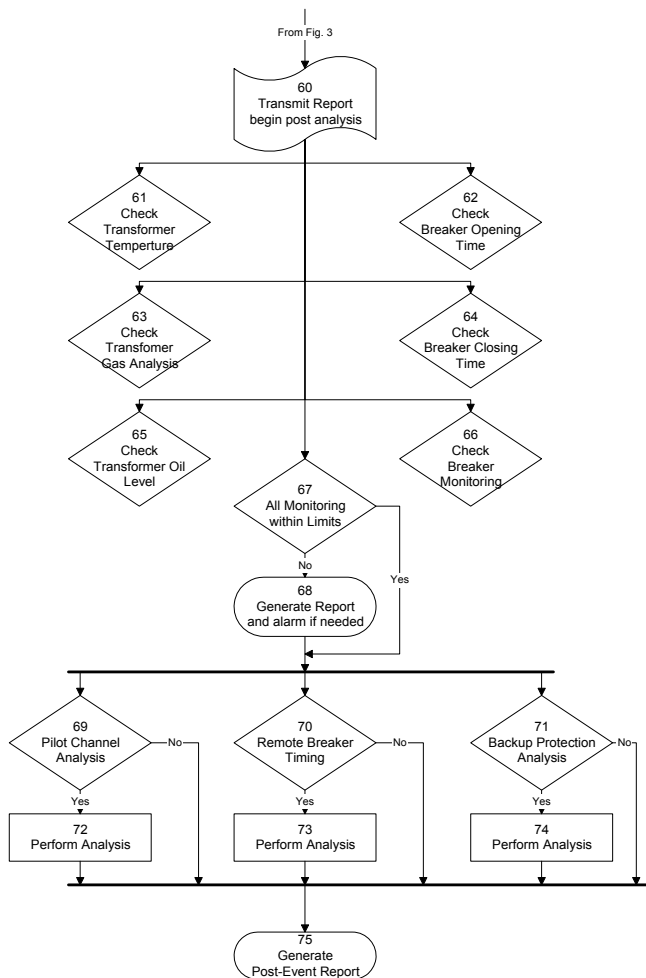 From Fig. 3
60
Transmit Report
begin post analysis
61
Check
Transformer
Temperture
62
Check
Breaker Opening
Time
63
Check
Transfomer
Gas Analysis
64
Check
Breaker Closing
Time
65
Check
Transformer Oil
Level
66
Check
Breaker
Monitoring
67
All Monitoring
within Limits
No
Yes
68
Generate Report
and alarm if needed
69
Pilot Channel
Analysis
No
70
Remote Breaker
Timing
No
71
Backup Protection
Analysis
No
Yes
Yes
Yes
72
Perform Analysis
73
Perform Analysis
74
Perform Analysis
75
Generate
Post-Event Report